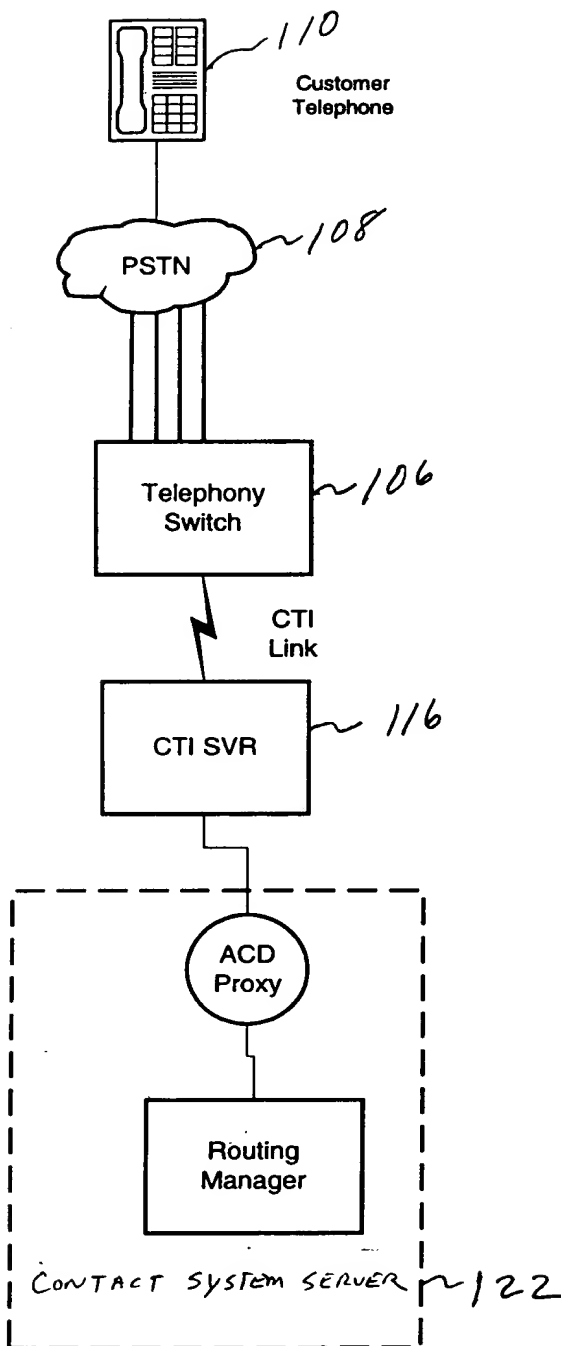 110
Customer
Telephone
108
PSTN
Telephony
Switch
106
CTI
Link
116
CTI SVR
ACD
Proxy
Routing
Manager
CONTACT SYSTEM SERVER
122